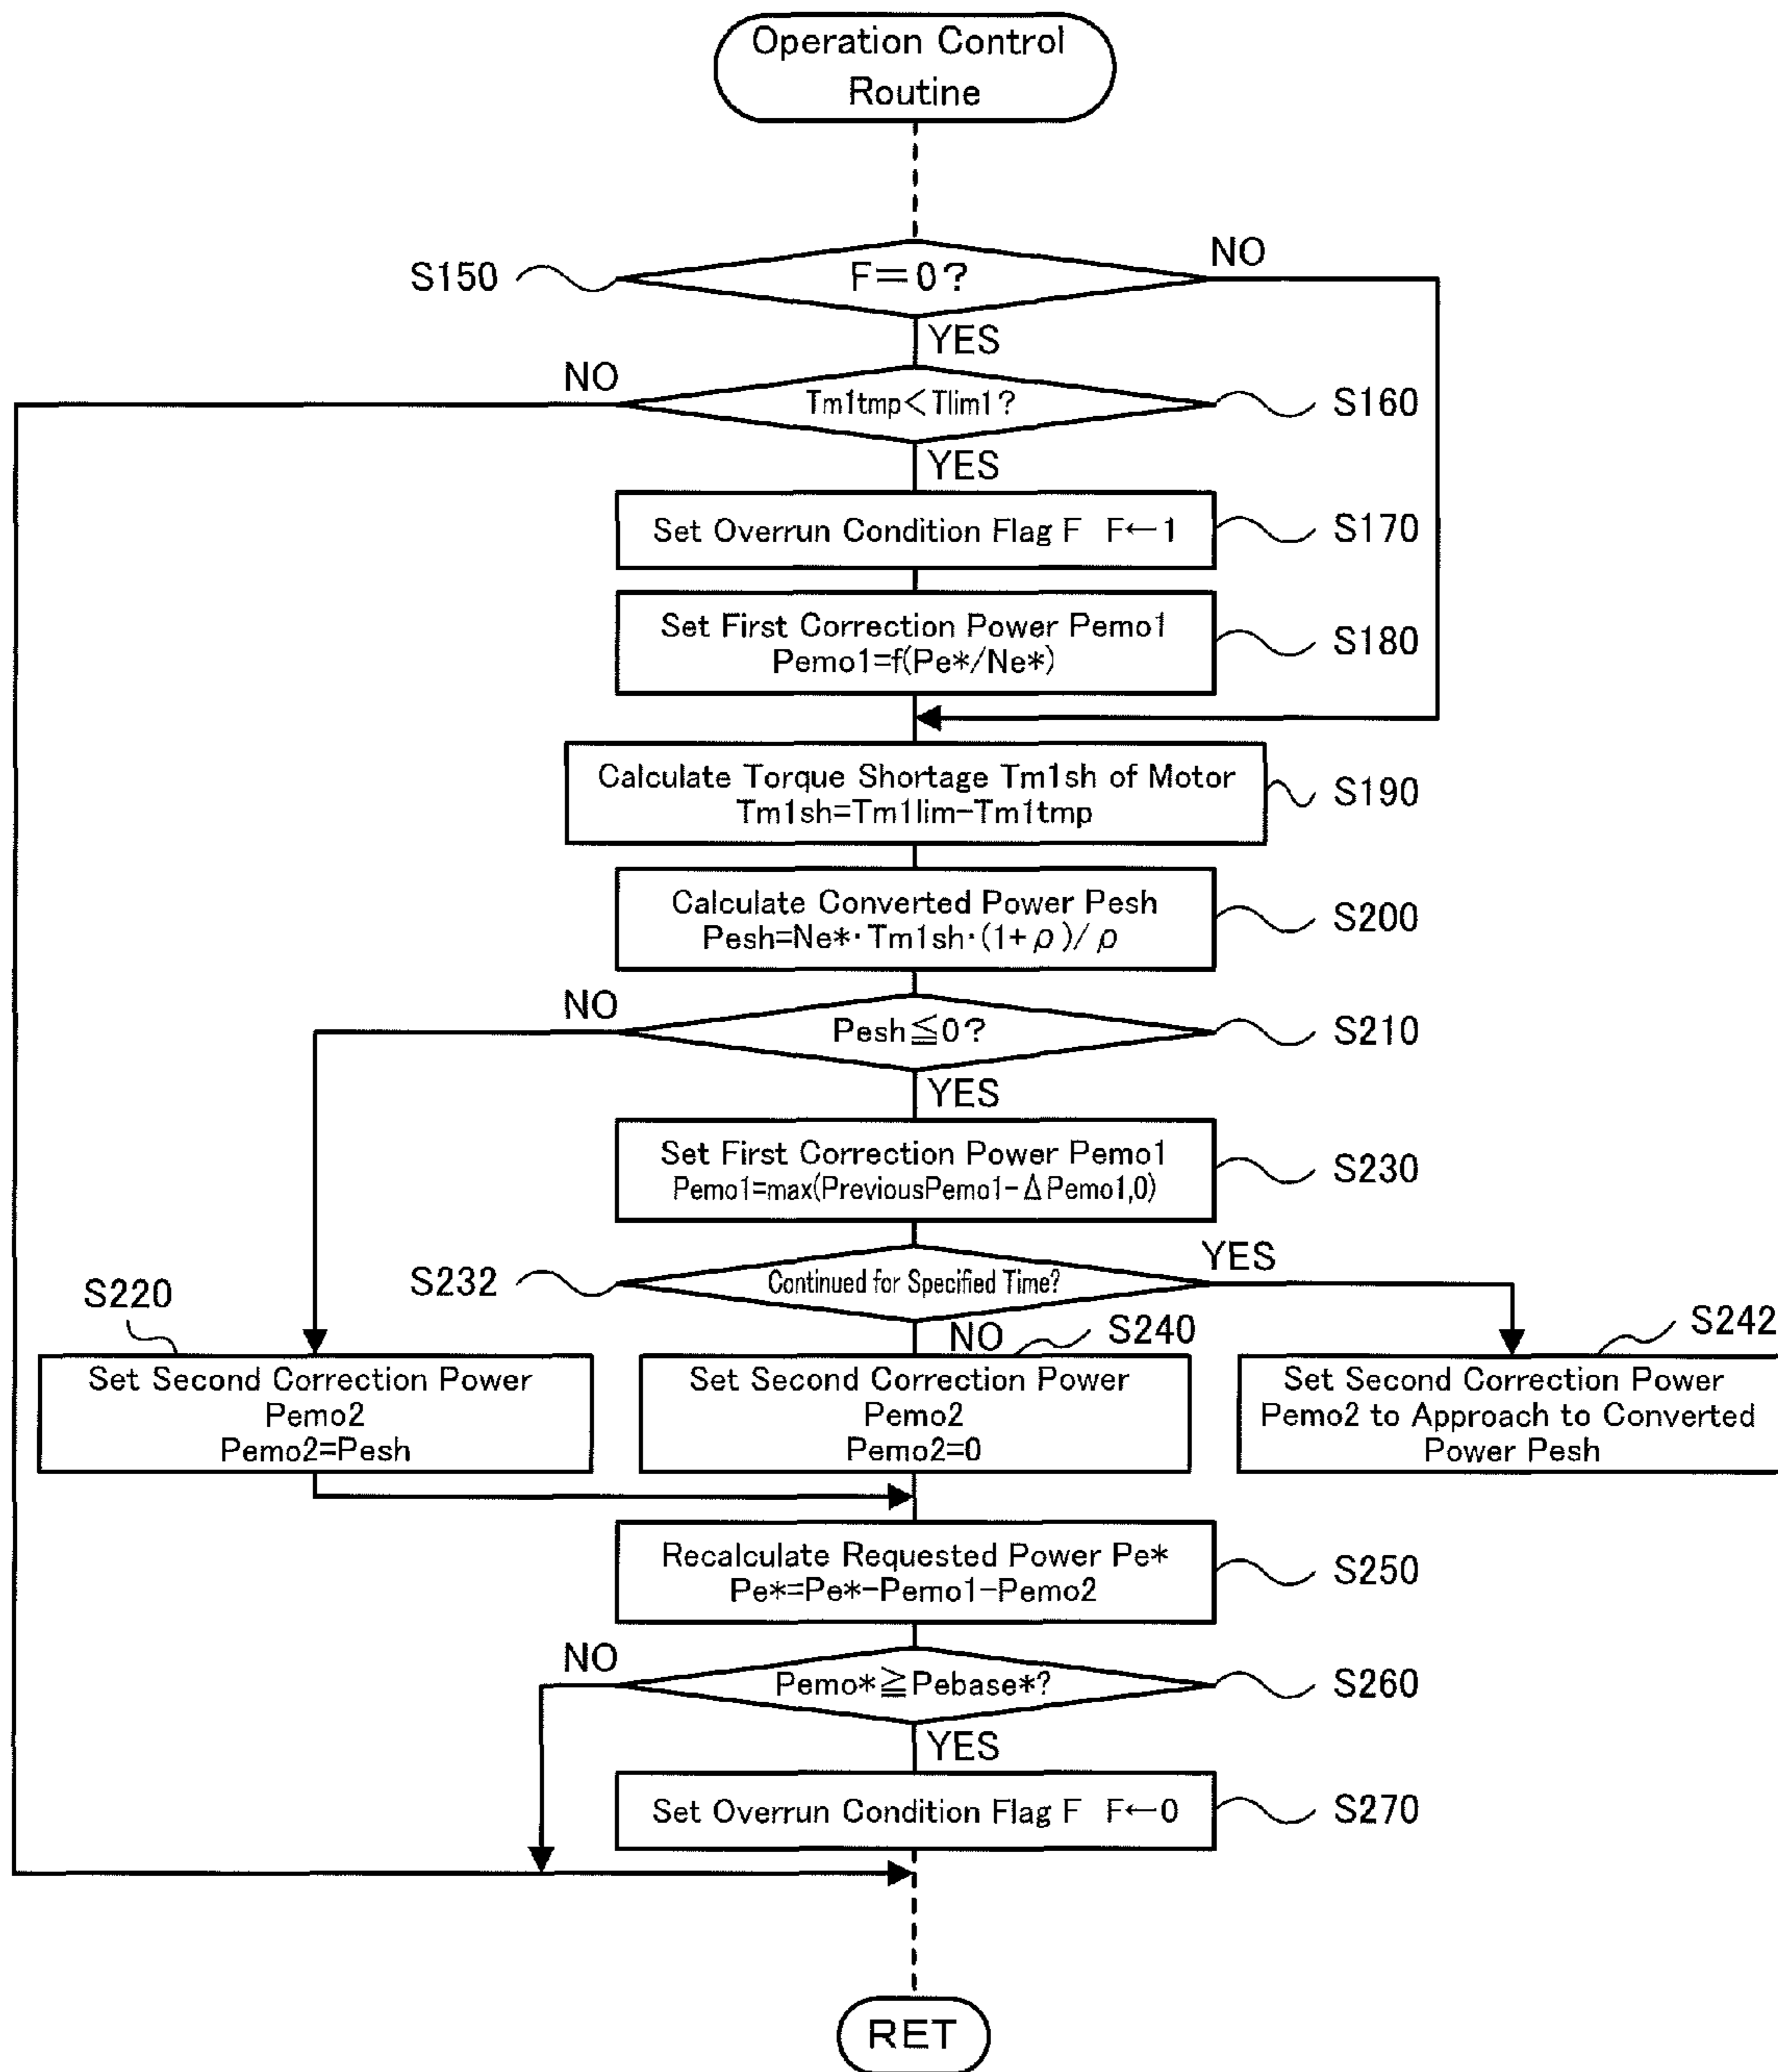 Operation Control
Routine
S150
F=0?
NO
YES
NO
Tm1tmp<Tlim1?
S160
YES
Set Overrun Condition Flag F F←1
S170
Set First Correction Power Pemo1
Pemo1=f(Pe*/Ne*)
S180
Calculate Torque Shortage Tm1sh of Motor
Tm1sh=Tm1lim-Tm1tmp
S190
Calculate Converted Power Pesh
Pesh=Ne*·Tm1sh·(1+ρ)/ρ
S200
NO
Pesh≦0?
S210
YES
Set First Correction Power Pemo1
Pemo1=max(PreviousPemo1-ΔPemo1,0)
S230
S232
Continued for Specified Time?
YES
NO
S220
Set Second Correction Power
Pemo2
Pemo2=Pesh
S240
Set Second Correction Power
Pemo2
Pemo2=0
S242
Set Second Correction Power
Pemo2 to Approach to Converted
Power Pesh
Recalculate Requested Power Pe*
Pe*=Pe*-Pemo1-Pemo2
S250
NO
Pemo*≧Pebase*?
S260
YES
Set Overrun Condition Flag F F←0
S270
RET